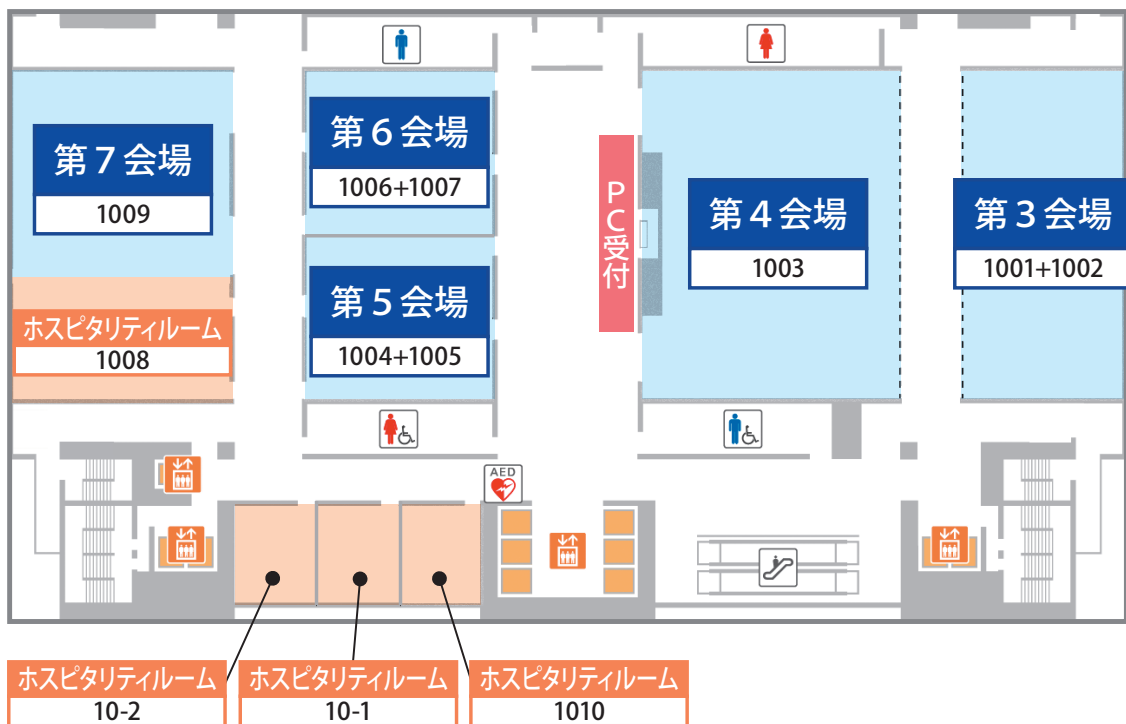 第7会場
1009
第6会場
1006+1007
第5会場
1004+1005
PC受付
第4会場
1003
第3会場
1001+1002
ホスピタリティルーム
1008
AED
ホスピタリティルーム
10-2
ホスピタリティルーム
10-1
ホスピタリティルーム
1010